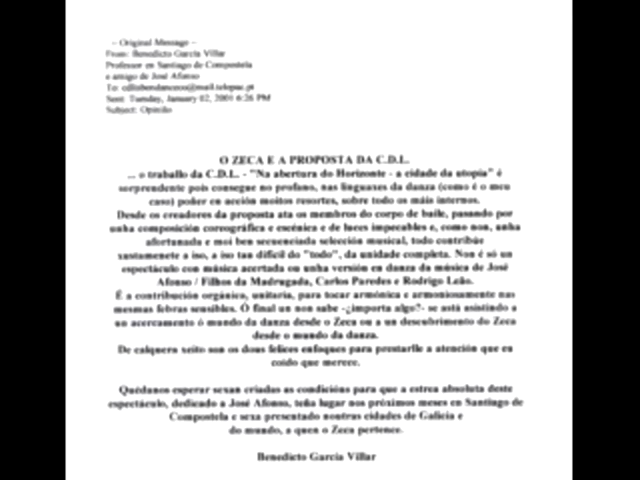 -- Original Message --
From: Benedicto García Villar
Professor en Santiago de Compostela
e amigo de José Afonso
To:
Sent: Tuesday, January 02, 2001 6:26 PM
Subject: Opinião
O ZECA E A PROPOSTA DA C.D.L.
... o traballo da C.D.L. - "Na abertura do Horizonte - a cidade da utopia" é
sorprendente pois consegue no profano, nas linguaxes da danza (como é o meu
caso) poñer en acción moitos resortes, sobre todo os máis internos.
Desde os creadores da proposta ata os membros do corpo de baile, pasando por
unha composición coreográfica e escénica e de luces impecables e, como non, unha
afortunada e moi ben secuenciada selección musical, todo contribúe
xustamente a iso, a iso tan difícil do "todo", da unidade completa. Non é só un
espectáculo con música acertada ou unha versión en danza da música de José
Afonso / Filhos da Madrugada, Carlos Paredes e Rodrigo Leão.
É a contribución orgánica, unitaria, para tocar armónica e armoniosamente nas
mesmas febras sensibles. Ó final un non sabe -¿importa algo?- se está asistindo a
un acercamento ó mundo da danza desde o Zeca ou a un descubrimento do Zeca
desde o mundo da danza.
De calquera xeito son os dous felices enfoques para prestarlle a atención que eu
coido que merece.
Quédanos esperar sexan criadas as condicións para que a estrea absoluta deste
espectáculo, dedicado a José Afonso, teña lugar nos próximos meses en Santiago de
Compostela e sexa presentado noutras cidades de Galicia e
do mundo, a quen o Zeca pertence.
Benedicto García Villar